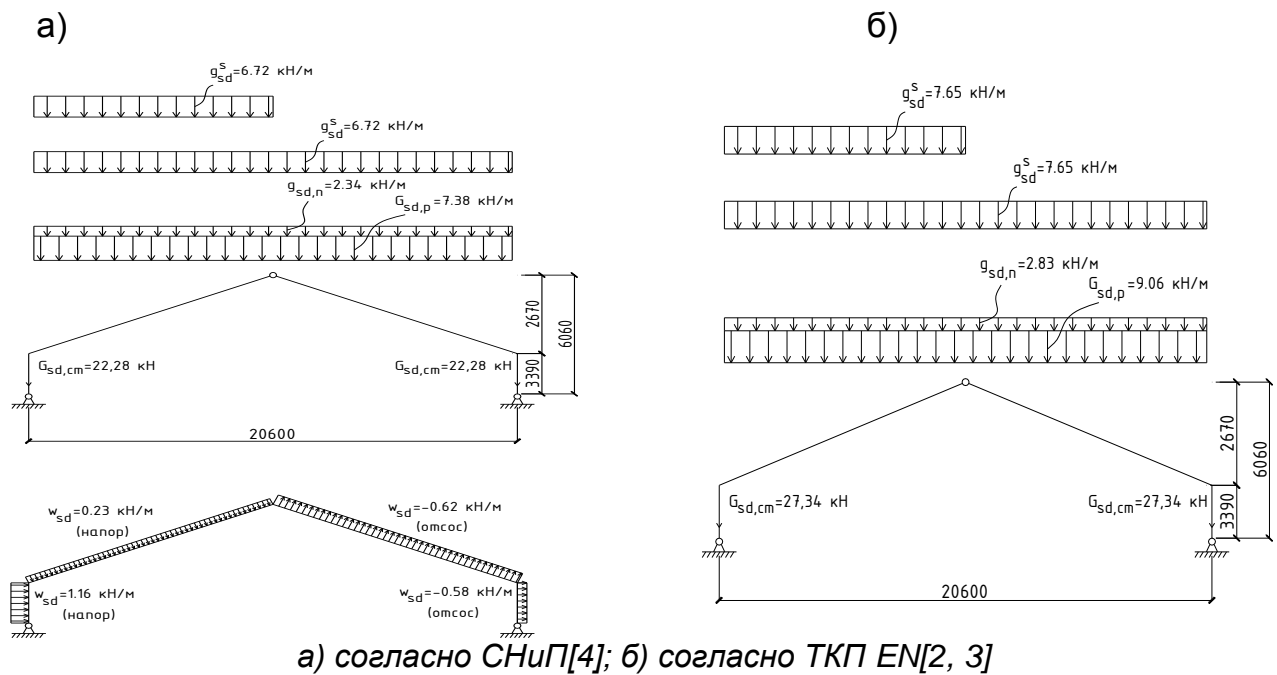 а)
б)
g^s_sd=6.72 кН/м
g^s_sd=6.72 кН/м
g_sd,п=2.34 кН/м
G_sd,p=7.38 кН/м
2670
6060
3390
G_sd,cm=22,28 кН
G_sd,cm=22,28 кН
20600
w_sd=0.23 кН/м
(напор)
w_sd=-0.62 кН/м
(отсос)
w_sd=1.16 кН/м
(напор)
w_sd=-0.58 кН/м
(отсос)
g^s_sd=7.65 кН/м
g^s_sd=7.65 кН/м
g_sd,п=2.83 кН/м
G_sd,p=9.06 кН/м
2670
6060
3390
G_sd,cm=27,34 кН
G_sd,cm=27,34 кН
20600
а) согласно СНиП[4]; б) согласно ТКП EN[2, 3]